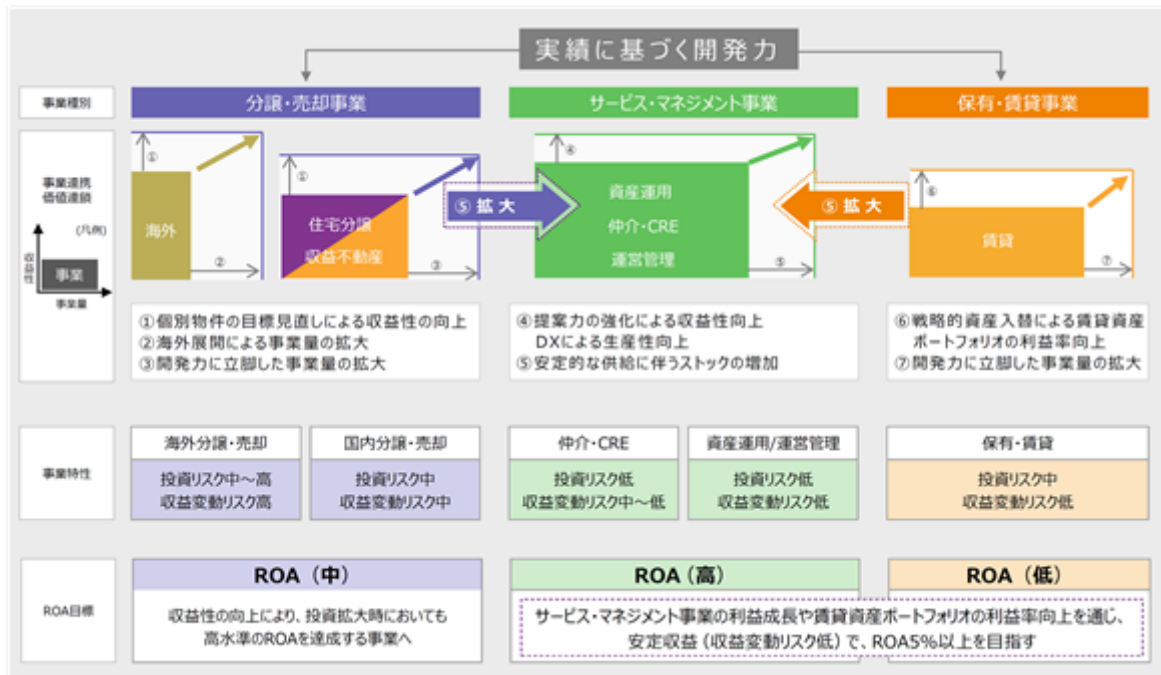 実績に基づく開発力
事業種別
分譲・売却事業
サービス・マネジメント事業
保有・賃貸事業
事業連携
価値連鎖
(凡例)
収益性
事業
事業量
①
海外
②
①
住宅分譲
収益不動産
③
⑤拡大
④
資産運用
仲介・CRE
運営管理
⑤
⑤拡大
⑥
賃貸
⑦
①個別物件の目標見直しによる収益性の向上
②海外展開による事業量の拡大
③開発力に立脚した事業量の拡大
④提案力の強化による収益性向上
DXによる生産性向上
⑤安定的な供給に伴うストックの増加
⑥戦略的資産入替による賃貸資産
ポートフォリオの利益率向上
⑦開発力に立脚した事業量の拡大
事業特性
海外分譲・売却
投資リスク中～高
収益変動リスク高
国内分譲・売却
投資リスク中
収益変動リスク中
仲介・CRE
投資リスク低
収益変動リスク中～低
資産運用/運営管理
投資リスク低
収益変動リスク低
保有・賃貸
投資リスク中
収益変動リスク低
ROA目標
ROA（中）
収益性の向上により、投資拡大時においても
高水準のROAを達成する事業へ
ROA（高）
ROA（低）
サービス・マネジメント事業の利益成長や賃貸資産ポートフォリオの利益率向上を通じ、
安定収益（収益変動リスク低）で、ROA5%以上を目指す